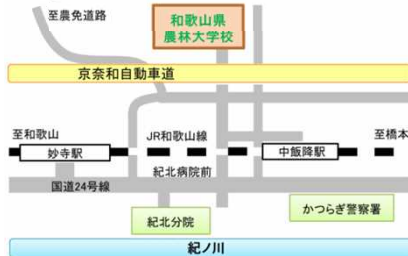 至農免道路
和歌山県
農林大学校
京奈和自動車道
至和歌山
JR和歌山線
至橋本
妙寺駅
中飯降駅
紀北病院前
国道24号線
紀北分院
かつらぎ警察署
紀ノ川